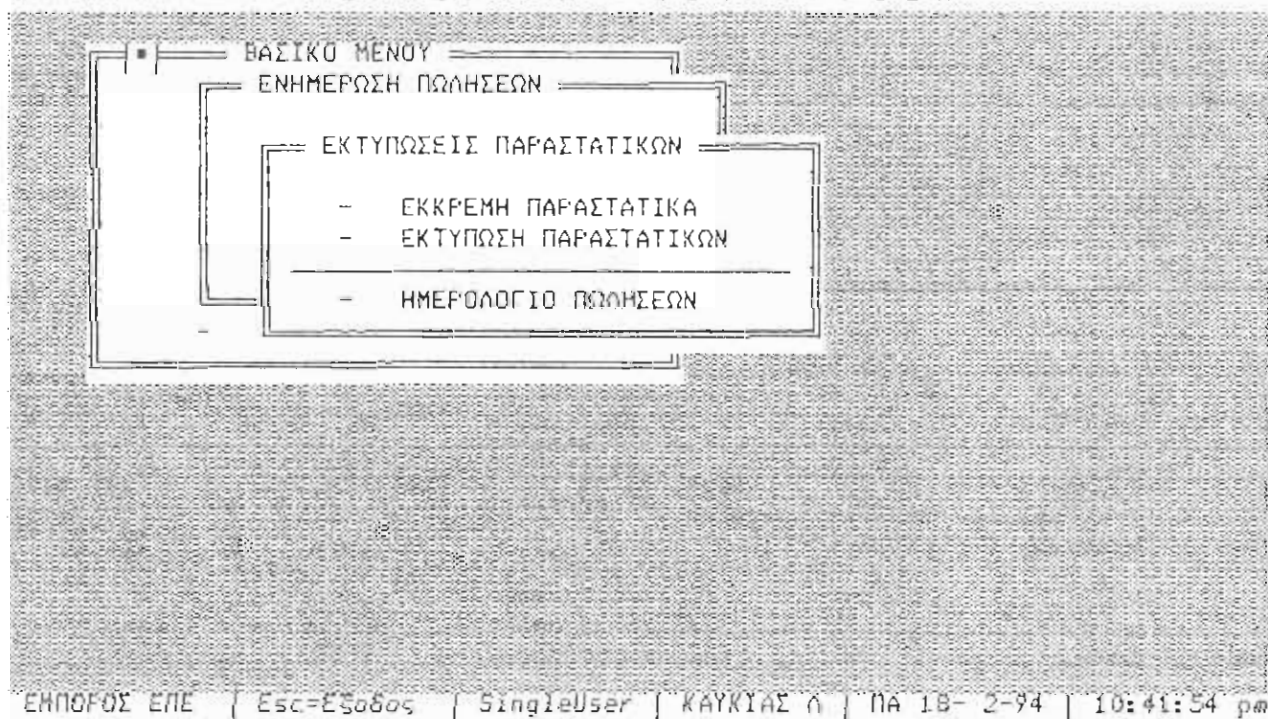 ΒΑΣΙΚΟ ΜΕΝΟΥ
ΕΝΗΜΕΡΩΣΗ ΠΩΛΗΣΕΩΝ
ΕΚΤΥΠΩΣΕΙΣ ΠΑΡΑΣΤΑΤΙΚΩΝ
- ΕΚΚΡΕΜΗ ΠΑΡΑΣΤΑΤΙΚΑ
- ΕΚΤΥΠΩΣΗ ΠΑΡΑΣΤΑΤΙΚΩΝ
- ΗΜΕΡΟΛΟΓΙΟ ΠΩΛΗΣΕΩΝ
-
ΕΜΠΟΡΟΣ ΕΠΕ | Esc=Εξοδος | SingleUser | ΚΑΥΚΙΑΣ Λ | ΠΑ 18- 2-94 | 10:41:54 pm